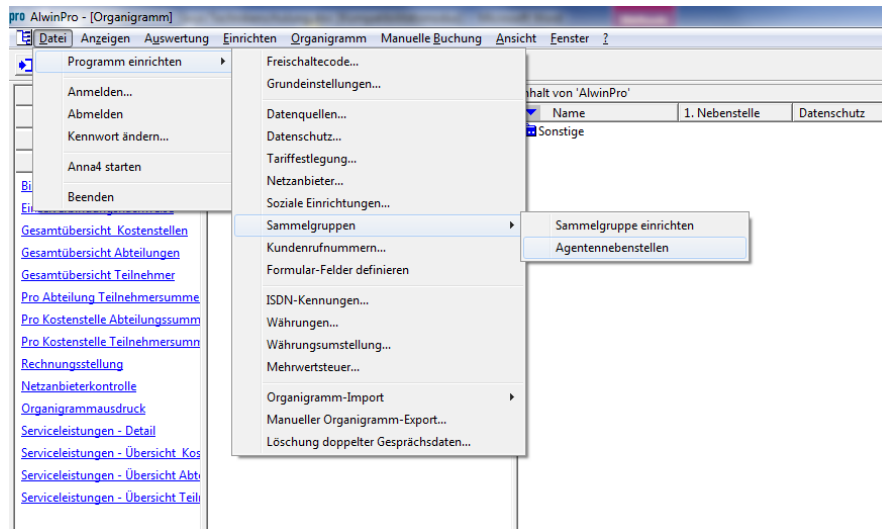 pro AlwinPro - [Organigramm]
Datei Anzeigen Auswertung Einrichten Organigramm Manuelle Buchung Ansicht Fenster ?
Programm einrichten
Anmelden...
Abmelden
Kennwort ändern...
Anna4 starten
Beenden
Freischaltecode...
Grundeinstellungen...
Datenquellen...
Datenschutz...
Tariffestlegung...
Netzanbieter...
Soziale Einrichtungen...
Sammelgruppen
Kundenrufnummern...
Formular-Felder definieren
ISDN-Kennungen...
Währungen...
Währungsumstellung...
Mehrwertsteuer...
Organigramm-Import
Manueller Organigramm-Export...
Löschung doppelter Gesprächsdaten...
Sammelgruppe einrichten
Agentennebenstellen
nhalt von 'AlwinPro'
Name 1. Nebenstelle Datenschutz
Sonstige
Gesamtübersicht Kostenstellen
Gesamtübersicht Abteilungen
Gesamtübersicht Teilnehmer
Pro Abteilung Teilnehmersumme
Pro Kostenstelle Abteilungssumm
Pro Kostenstelle Teilnehmersumn
Rechnungsstellung
Netzanbieterkontrolle
Organigrammausdruck
Serviceleistungen - Detail
Serviceleistungen - Übersicht Kos
Serviceleistungen - Übersicht Abt
Serviceleistungen - Übersicht Teil